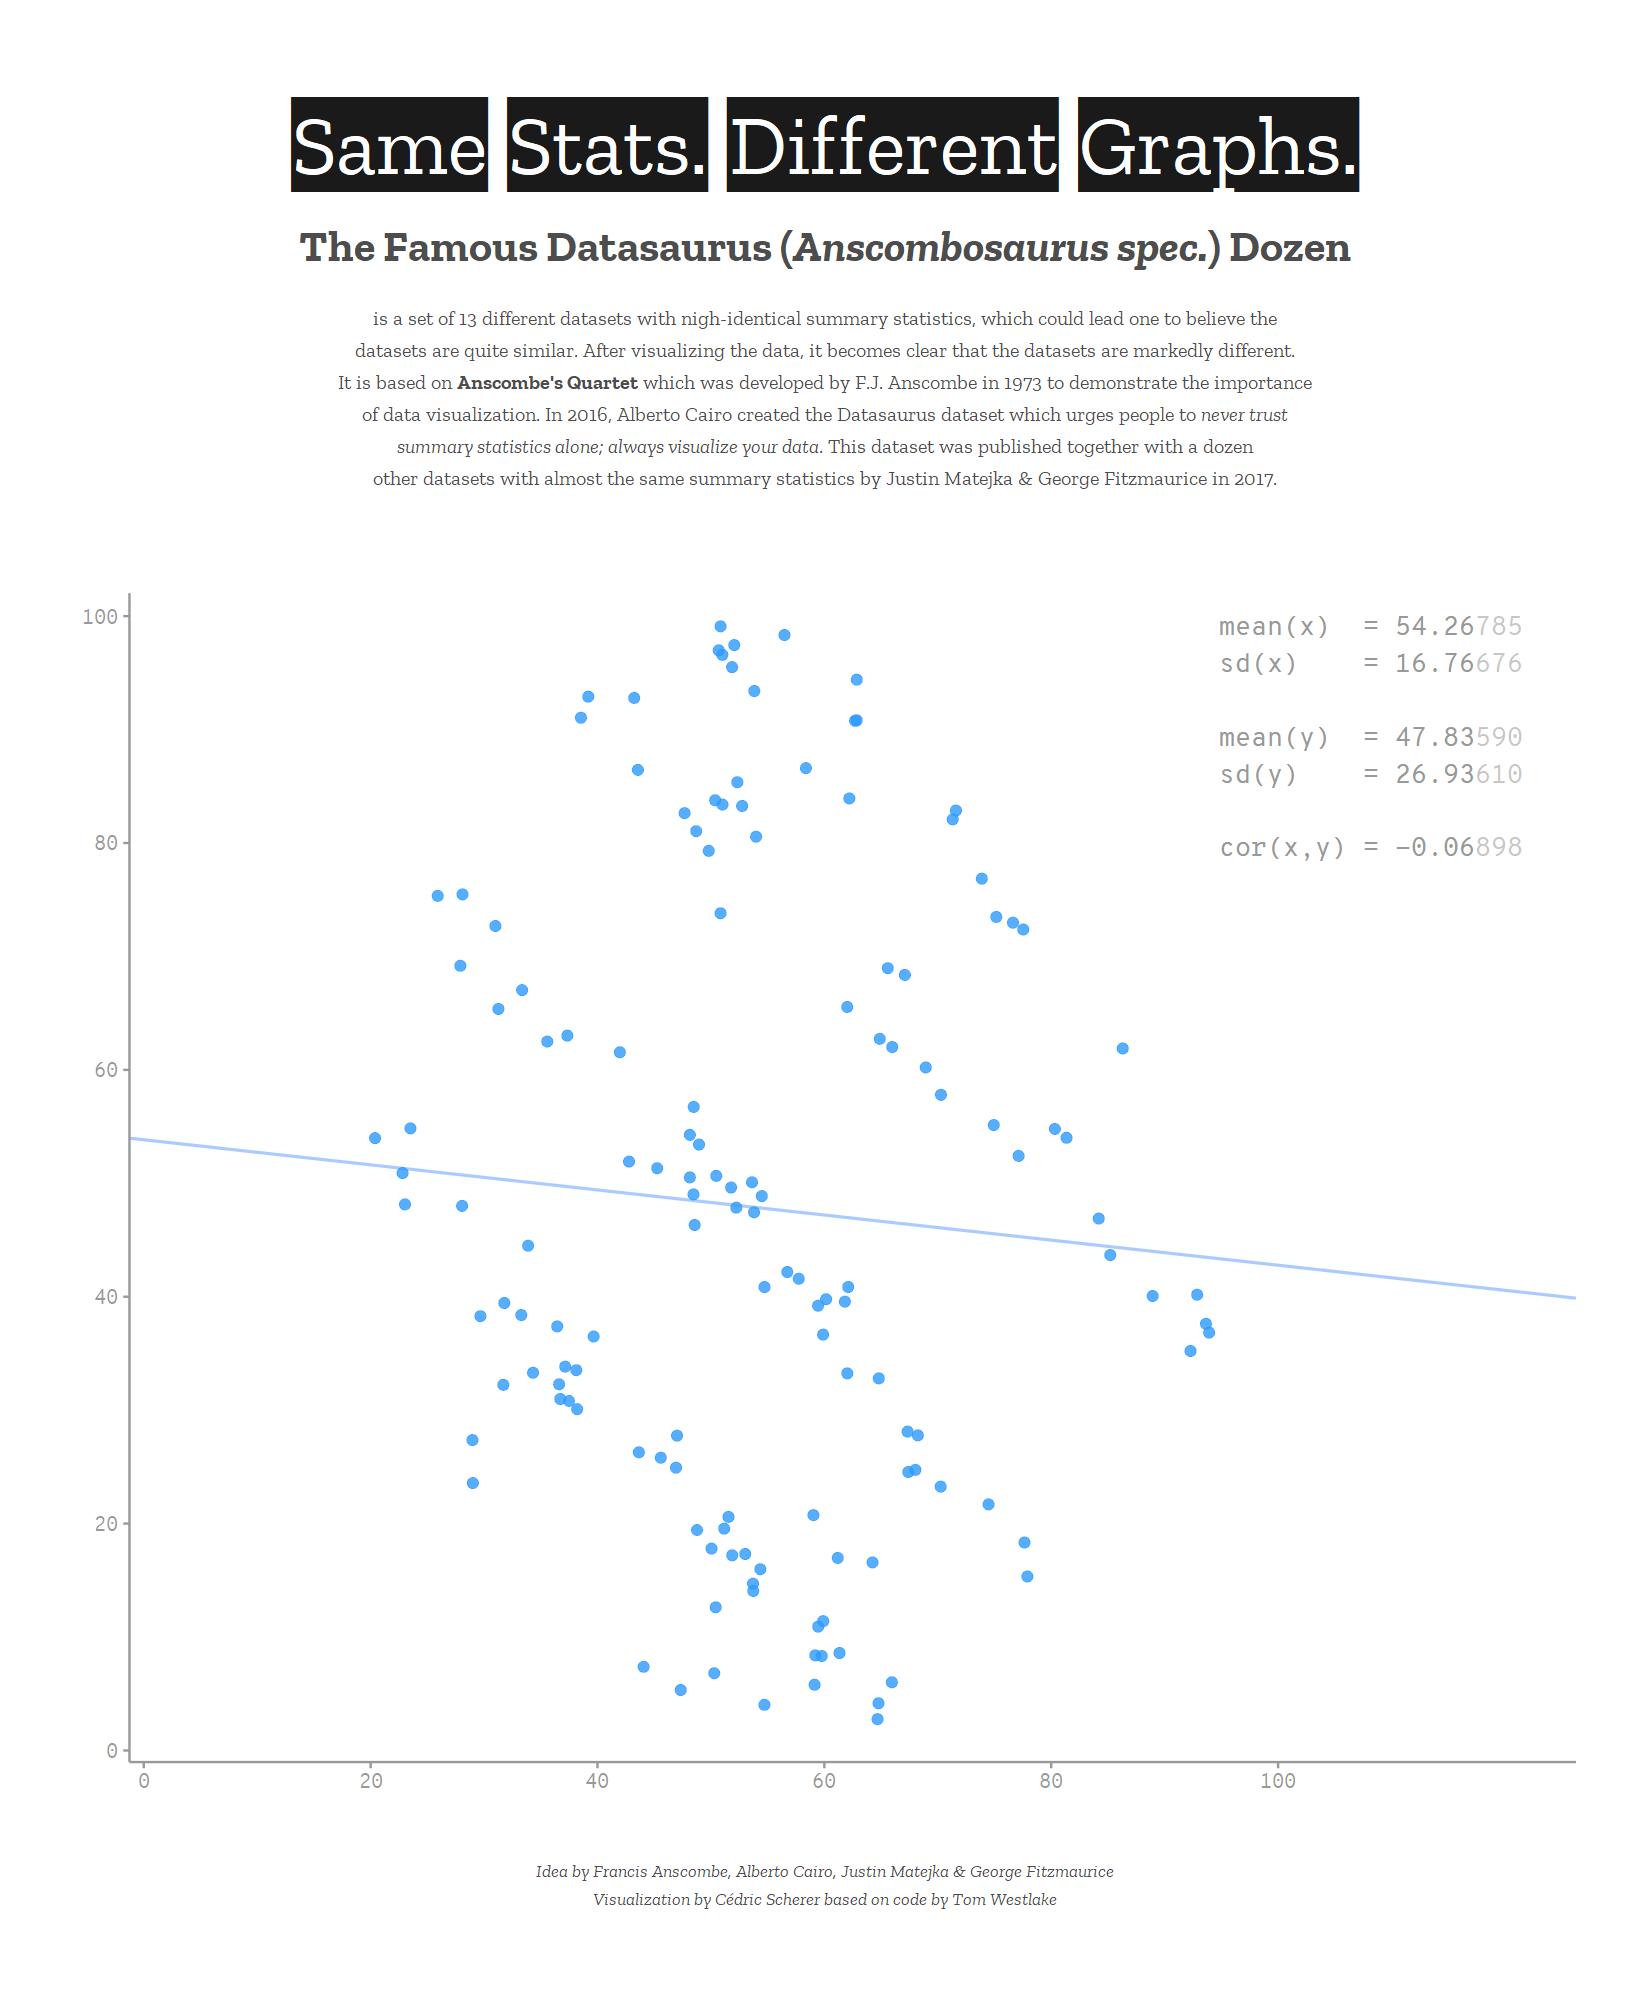 Same Stats. Different Graphs.
The Famous Datasaurus (Anscombosaurus spec.) Dozen
is a set of 13 different datasets with nigh-identical summary statistics, which could lead one to believe the
datasets are quite similar. After visualizing the data, it becomes clear that the datasets are markedly different.
It is based on Anscombe's Quartet which was developed by F.J. Anscombe in 1973 to demonstrate the importance
of data visualization. In 2016, Alberto Cairo created the Datasaurus dataset which urges people to never trust
summary statistics alone; always visualize your data. This dataset was published together with a dozen
other datasets with almost the same summary statistics by Justin Matejka & George Fitzmaurice in 2017.
mean(x) = 54.26785
sd(x) = 16.76676
mean(y) = 47.83590
sd(y) = 26.93610
cor(x,y) = −0.06898
100
80
60
40
20
0
0 20 40 60 80 100
Idea by Francis Anscombe, Alberto Cairo, Justin Matejka & George Fitzmaurice
Visualization by Cédric Scherer based on code by Tom Westlake